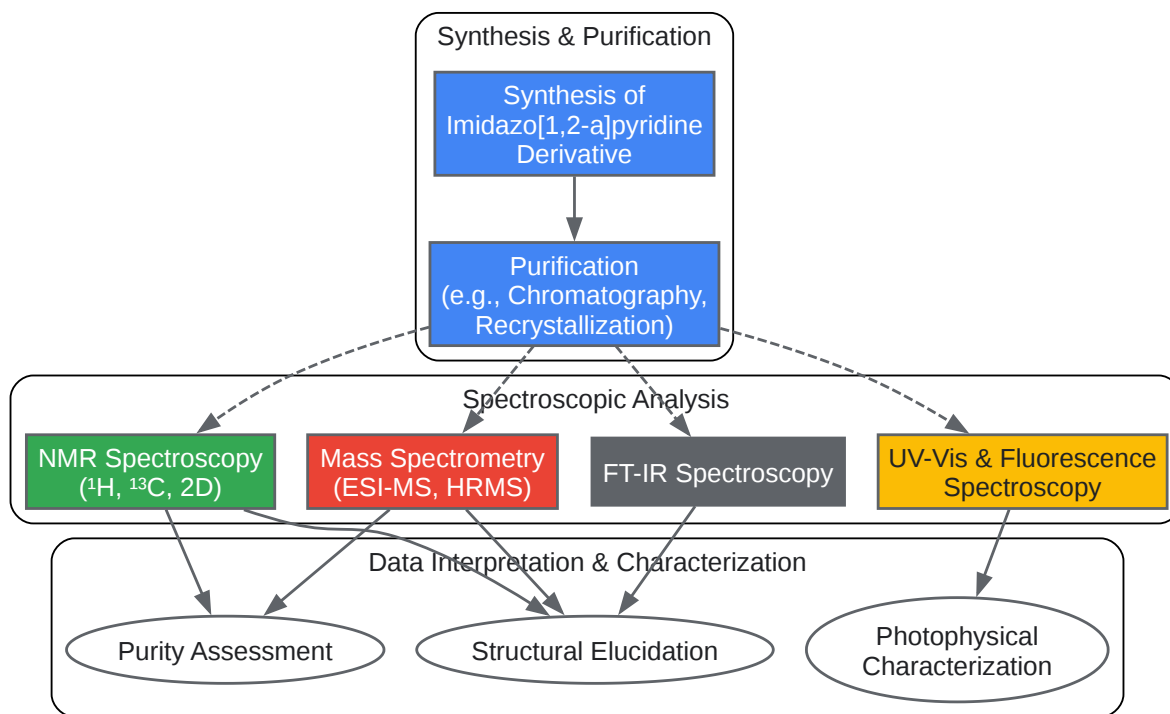 Synthesis & Purification
Synthesis of
Imidazo[1,2-a]pyridine
Derivative
Purification
(e.g., Chromatography,
Recrystallization)
Spectroscopic Analysis
NMR Spectroscopy
(¹H, ¹³C, 2D)
Mass Spectrometry
(ESI-MS, HRMS)
FT-IR Spectroscopy
UV-Vis & Fluorescence
Spectroscopy
Data Interpretation & Characterization
Purity Assessment
Structural Elucidation
Photophysical
Characterization